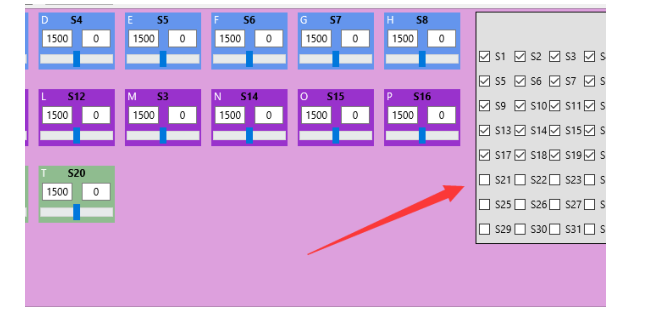 D S4 E S5 F S6 G S7 H S8
1500 0 1500 0 1500 0 1500 0 1500 0
S1 S2 S3 S
S5 S6 S7 S
L S12 M S3 N S14 O S15 P S16
S9 S10 S11 S
1500 0 1500 0 1500 0 1500 0 1500 0
S13 S14 S15 S
S17 S18 S19 S
T S20
S21 S22 S23 S
1500 0
S25 S26 S27 S
S29 S30 S31 S